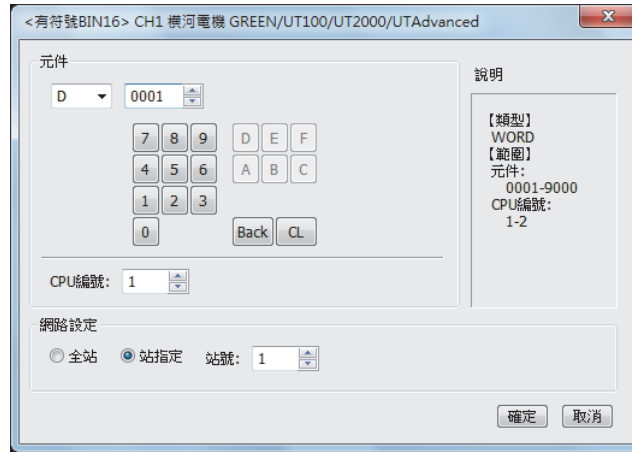 <有符號BIN16> CH1 橫河電機 GREEN/UT100/UT2000/UTAdvanced
元件
D 0001
7 8 9 D E F
4 5 6 A B C
1 2 3
0 Back CL
CPU編號: 1
說明
【類型】
WORD
【範圍】
元件:
0001-9000
CPU編號:
1-2
網路設定
全站 站指定 站號: 1
確定 取消